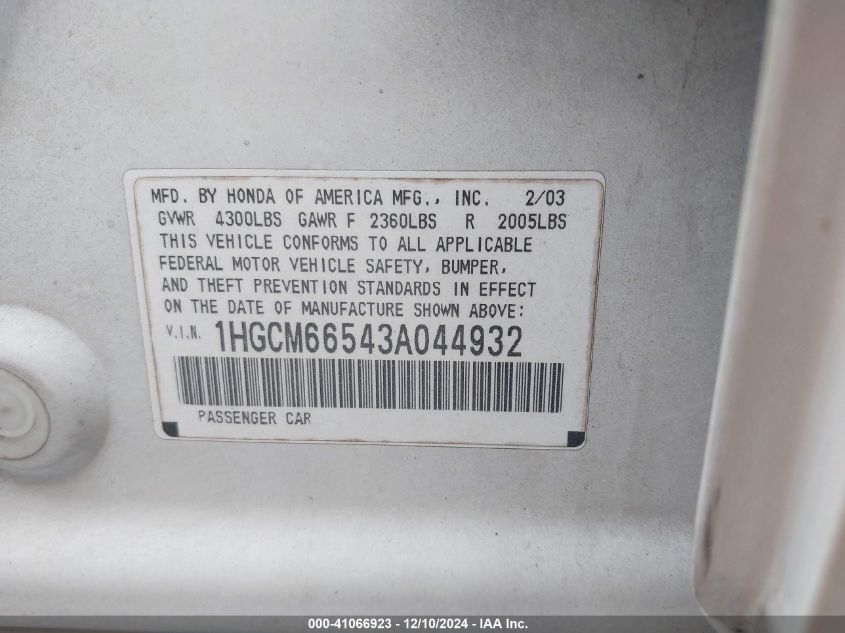 MFD. BY HONDA OF AMERICA MFG., INC. 2/03
GVWR 4300LBS GAWR F 2360LBS R 2005LBS
THIS VEHICLE CONFORMS TO ALL APPLICABLE
FEDERAL MOTOR VEHICLE SAFETY, BUMPER,
AND THEFT PREVENTION STANDARDS IN EFFECT
ON THE DATE OF MANUFACTURE SHOWN ABOVE:
V.I.N. 1HGCM66543A044932
PASSENGER CAR
000-41066923 - 12/10/2024 - IAA Inc.